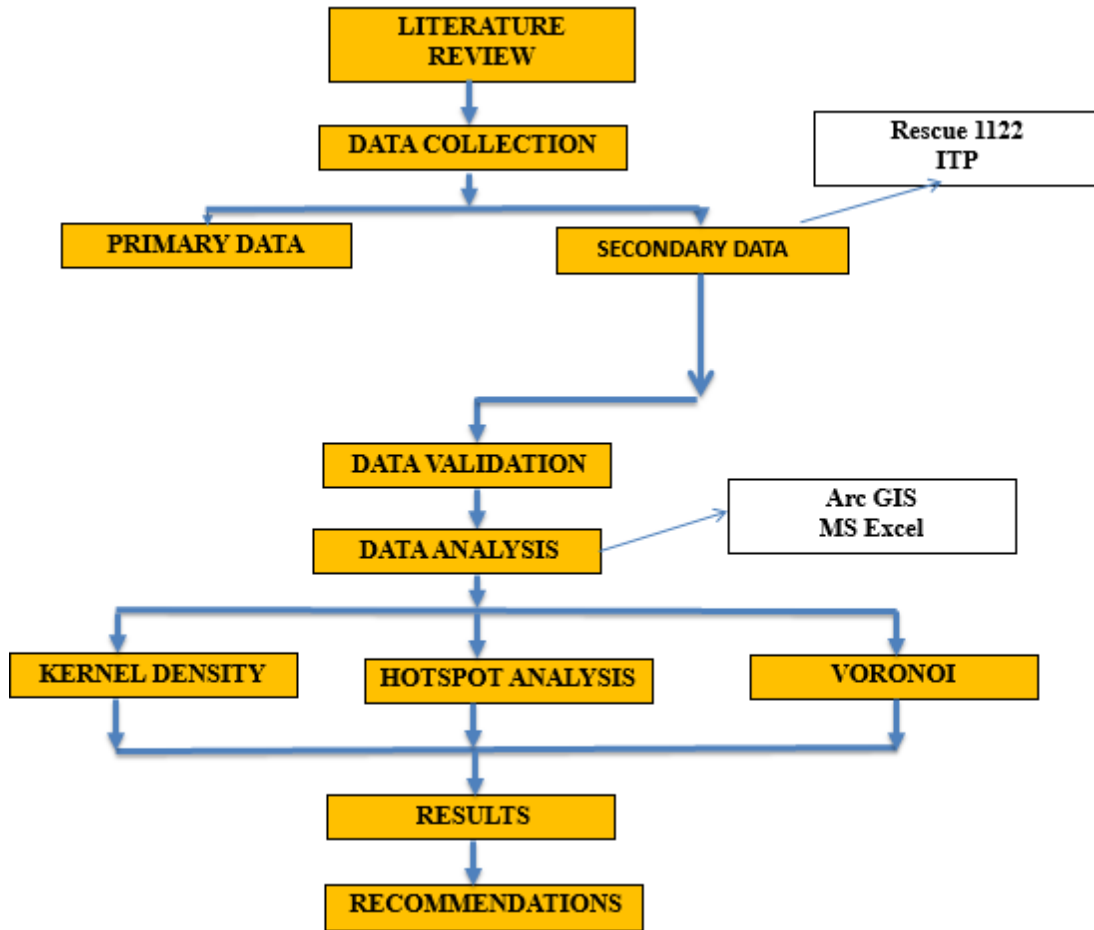 LITERATURE
REVIEW
DATA COLLECTION
Rescue 1122
ITP
PRIMARY DATA
SECONDARY DATA
DATA VALIDATION
DATA ANALYSIS
Arc GIS
MS Excel
KERNEL DENSITY
HOTSPOT ANALYSIS
VORONOI
RESULTS
RECOMMENDATIONS